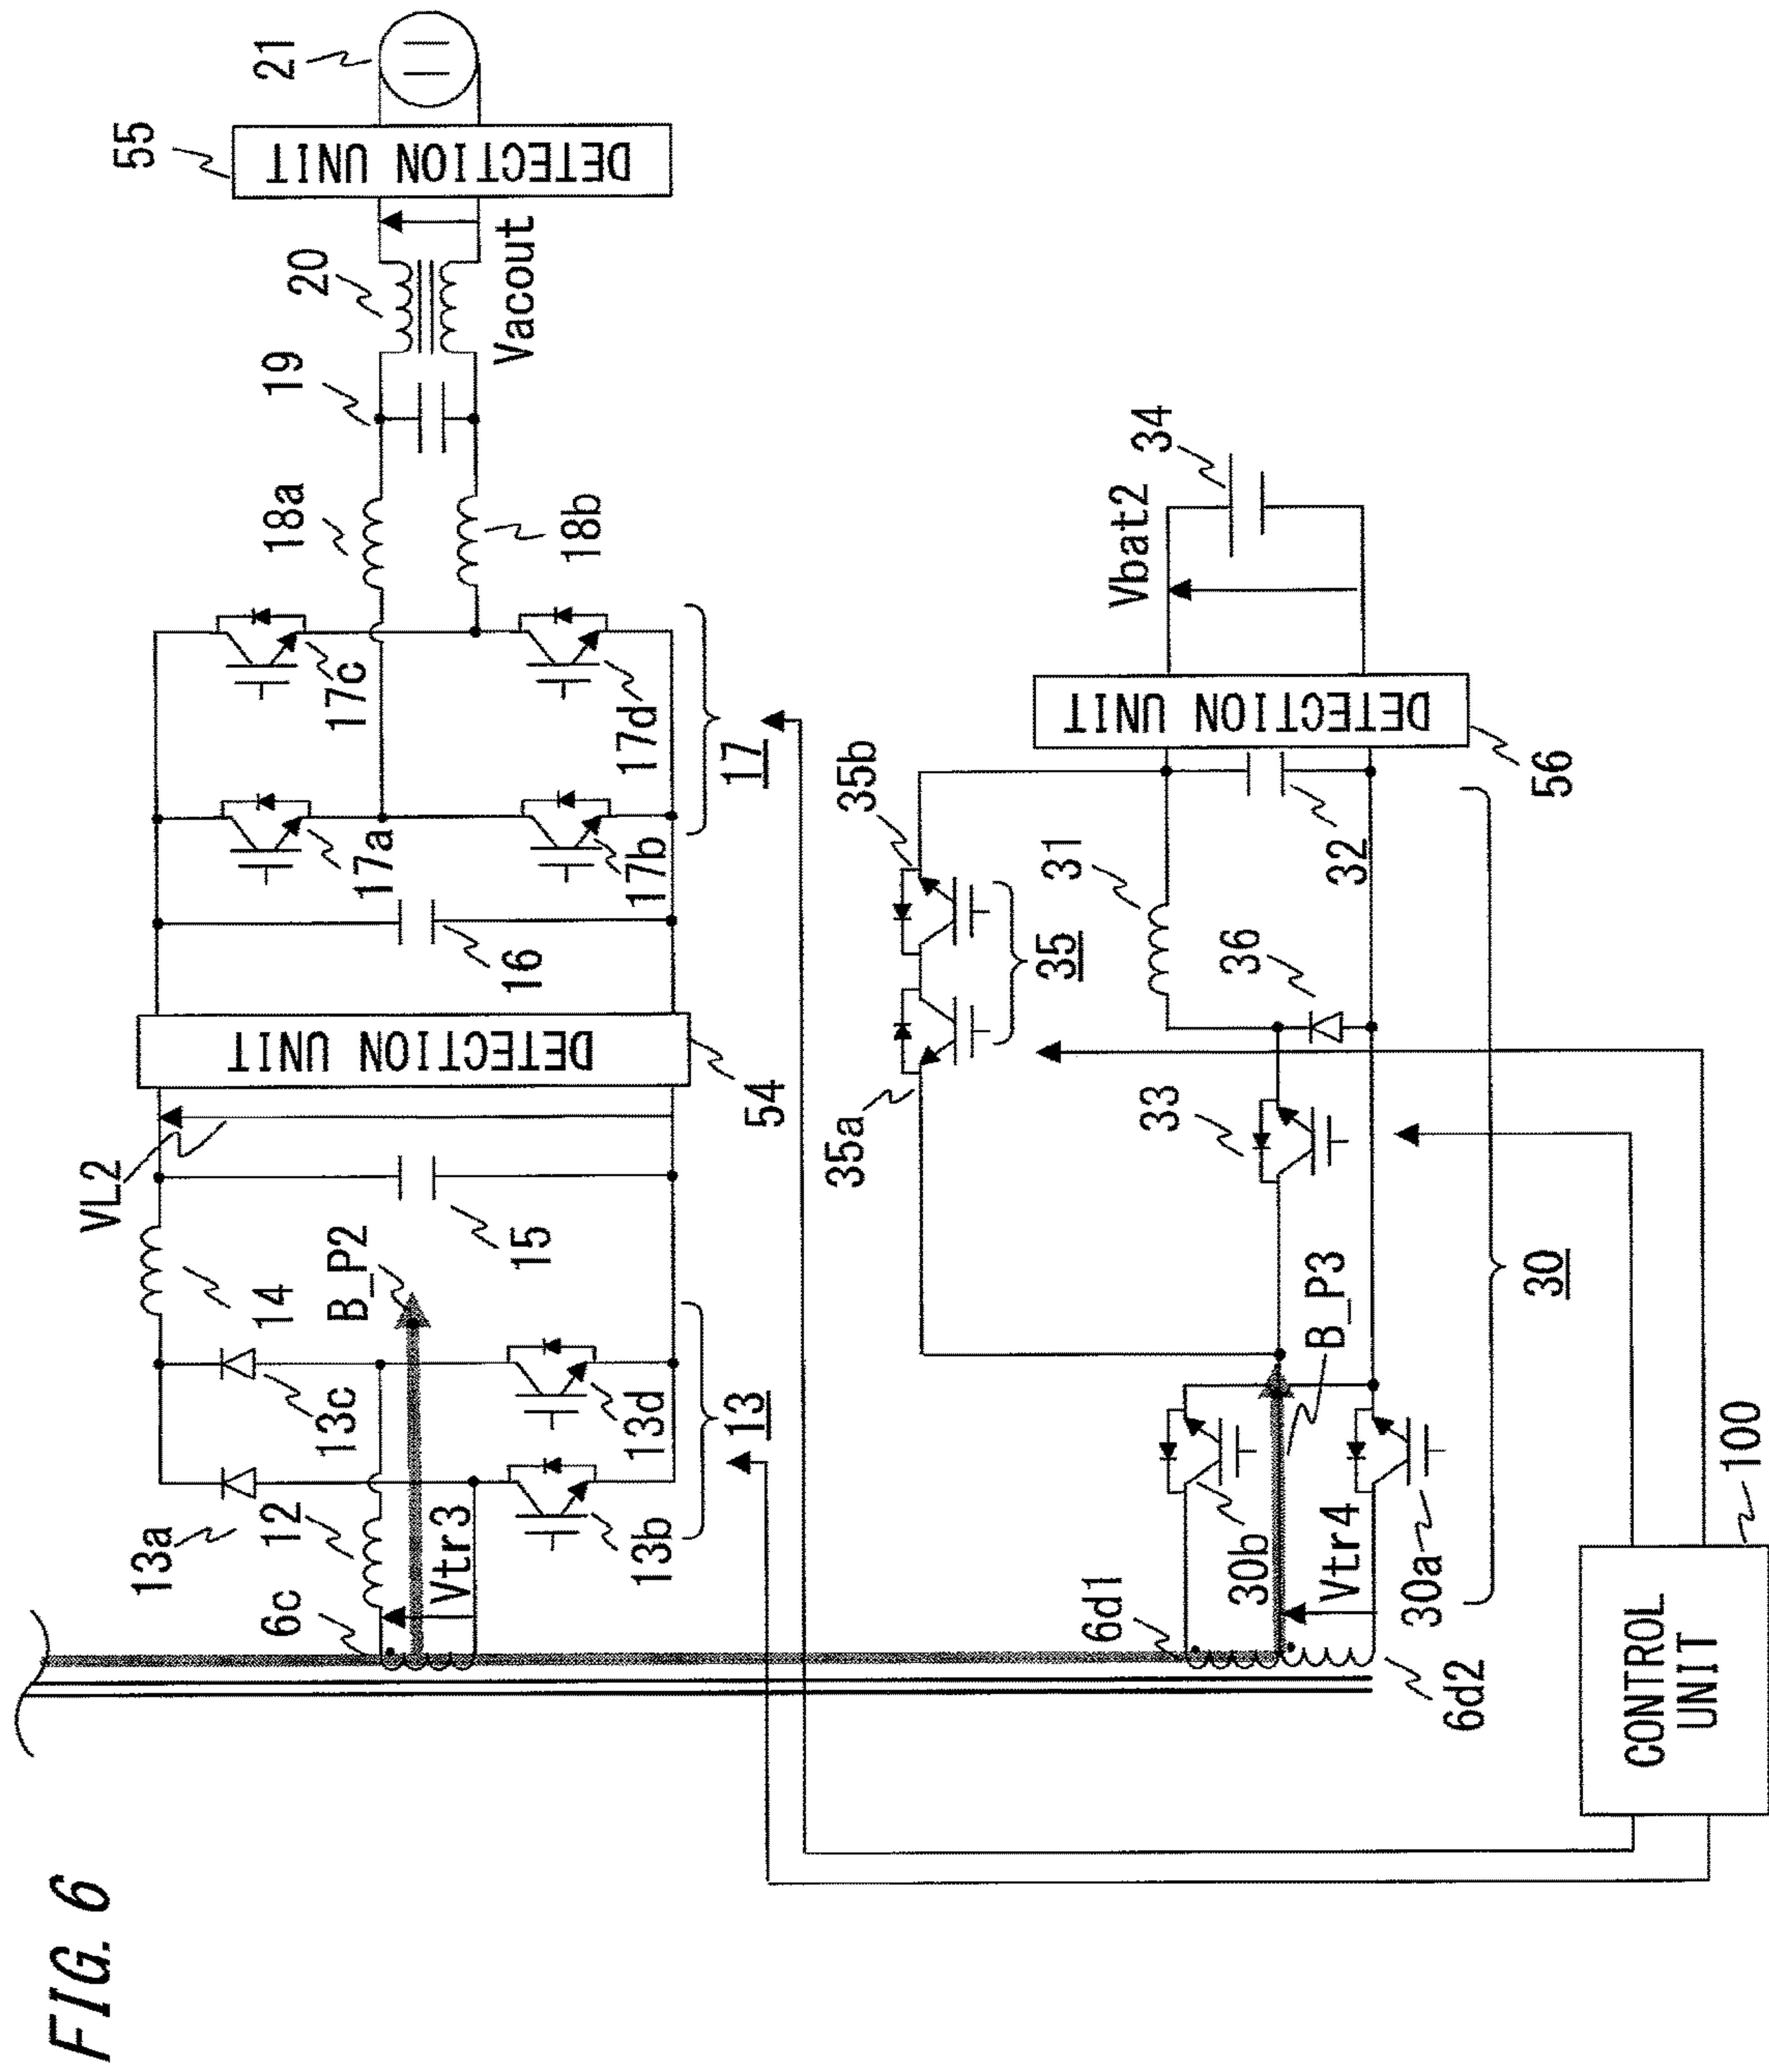 FIG. 6
21
55
DETECTION UNIT
20
Vacout
19
18a
18b
17c
17d
17a
17b
17
16
DETECTION UNIT
54
VL2
15
14
B_P2
13c
13d
13
13a
12
13b
6c
Vtr3
34
Vbat2
DETECTION UNIT
56
35b
35
35a
31
32
36
33
30
B_P3
30b
6d1
Vtr4
30a
6d2
CONTROL
UNIT
100